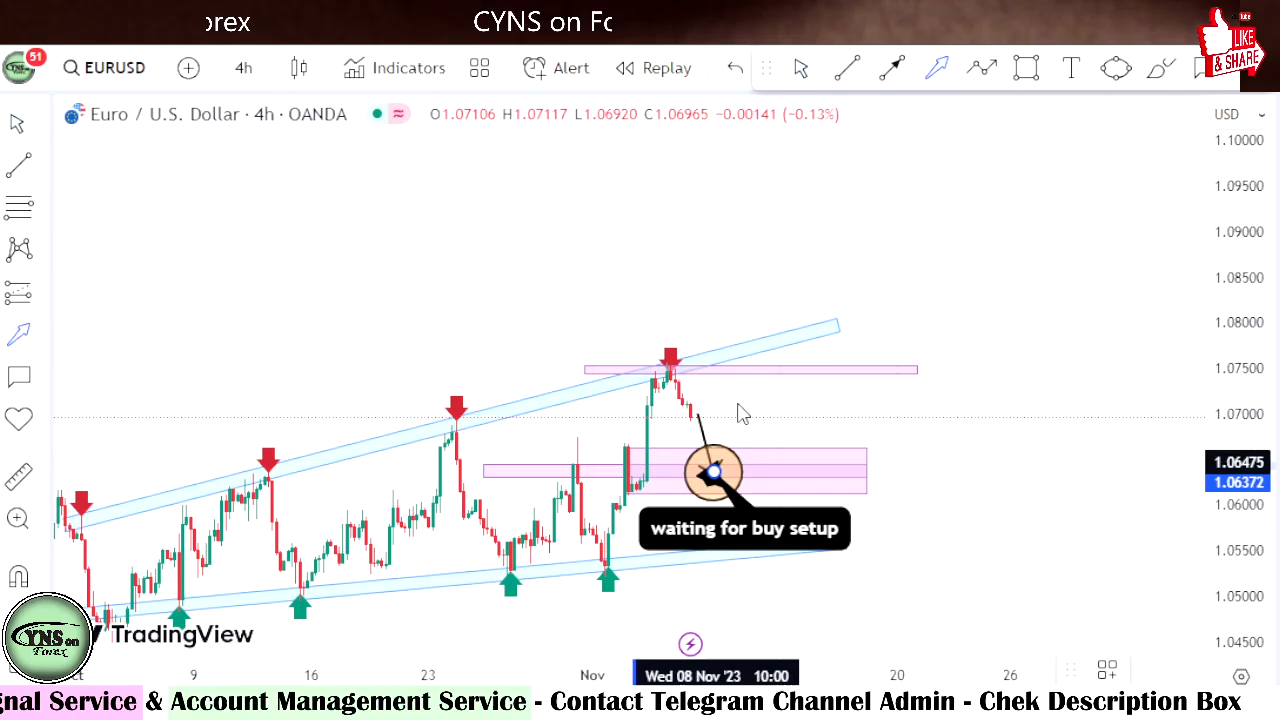 orex
CYNS on Fo
LIKE
& SHARE
51
EURUSD
4h
Indicators
Alert
Replay
Euro / U.S. Dollar · 4h · OANDA
≈
O1.07106 H1.07117 L1.06920 C1.06965 −0.00141 (−0.13%)
USD
1.10000
1.09500
1.09000
1.08500
1.08000
1.07500
1.07000
1.06475
1.06372
1.06000
1.05500
1.05000
1.04500
waiting for buy setup
CYNS on
Forex
TradingView
9
16
23
Nov
Wed 08 Nov '23 10:00
20
26
gnal Service & Account Management Service - Contact Telegram Channel Admin - Chek Description Box